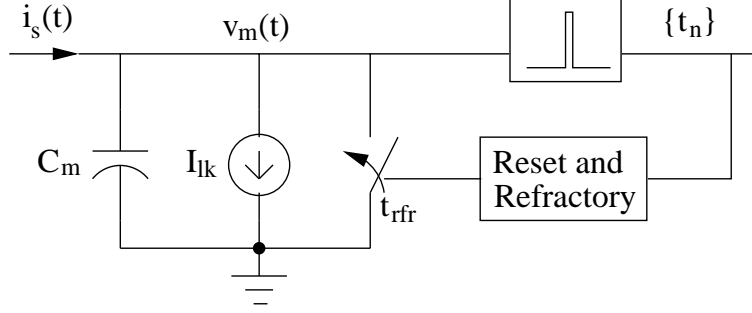 i_s(t)
v_m(t)
{t_n}
C_m
I_lk
t_rfr
Reset and
Refractory